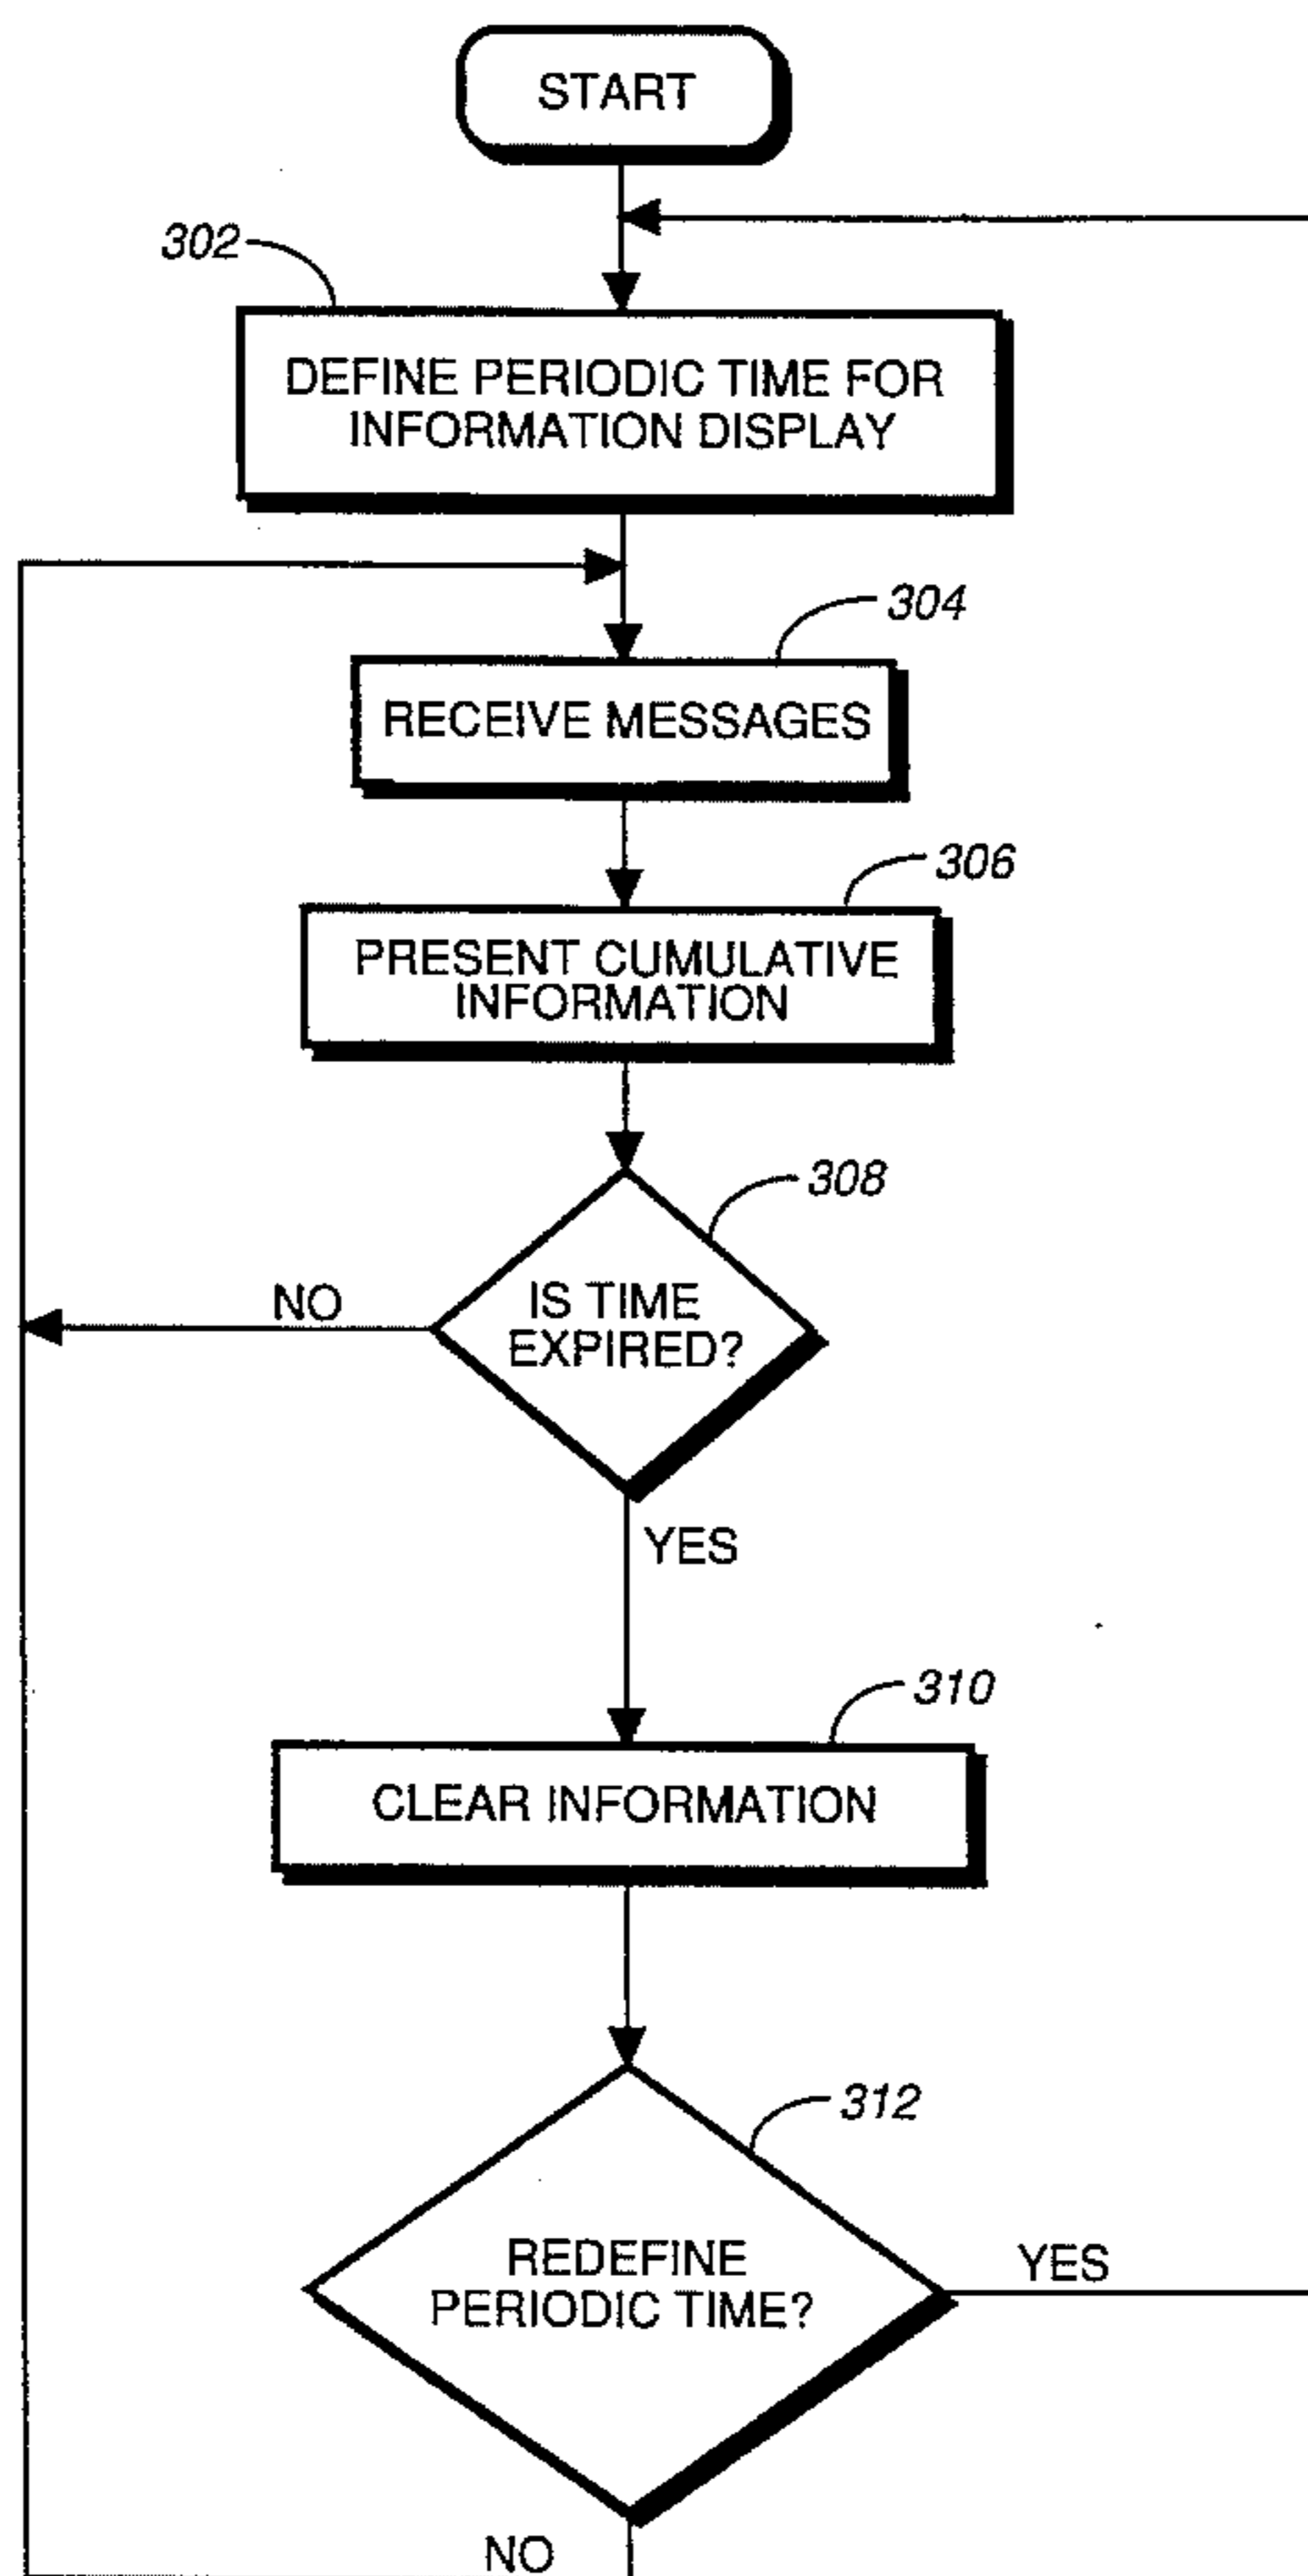 START
302
DEFINE PERIODIC TIME FOR
INFORMATION DISPLAY
304
RECEIVE MESSAGES
306
PRESENT CUMULATIVE
INFORMATION
308
IS TIME
EXPIRED?
NO
YES
310
CLEAR INFORMATION
312
REDEFINE
PERIODIC TIME?
YES
NO